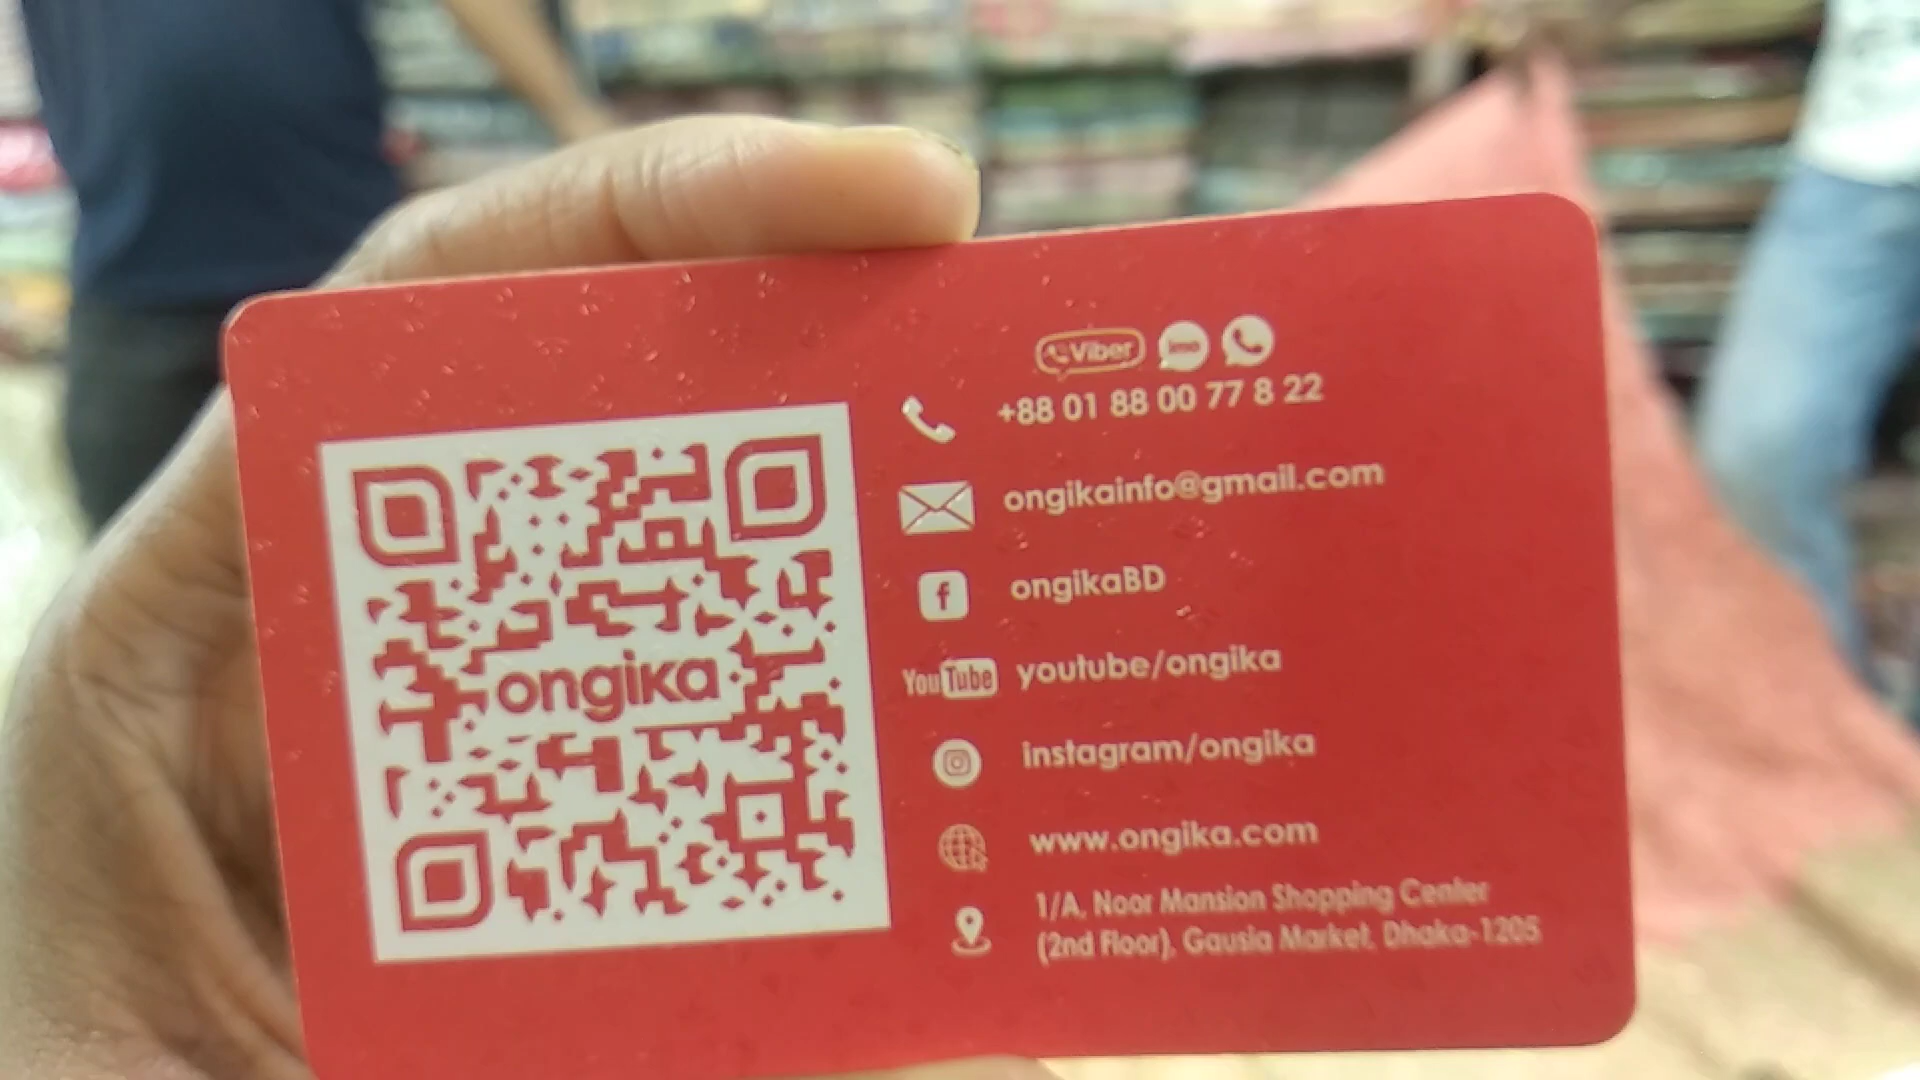 ongika
Viber imo
+88 01 88 00 77 8 22
ongikainfo@gmail.com
f ongikaBD
YouTube youtube/ongika
instagram/ongika
www.ongika.com
1/A, Noor Mansion Shopping Center
(2nd Floor), Gausia Market, Dhaka-1205